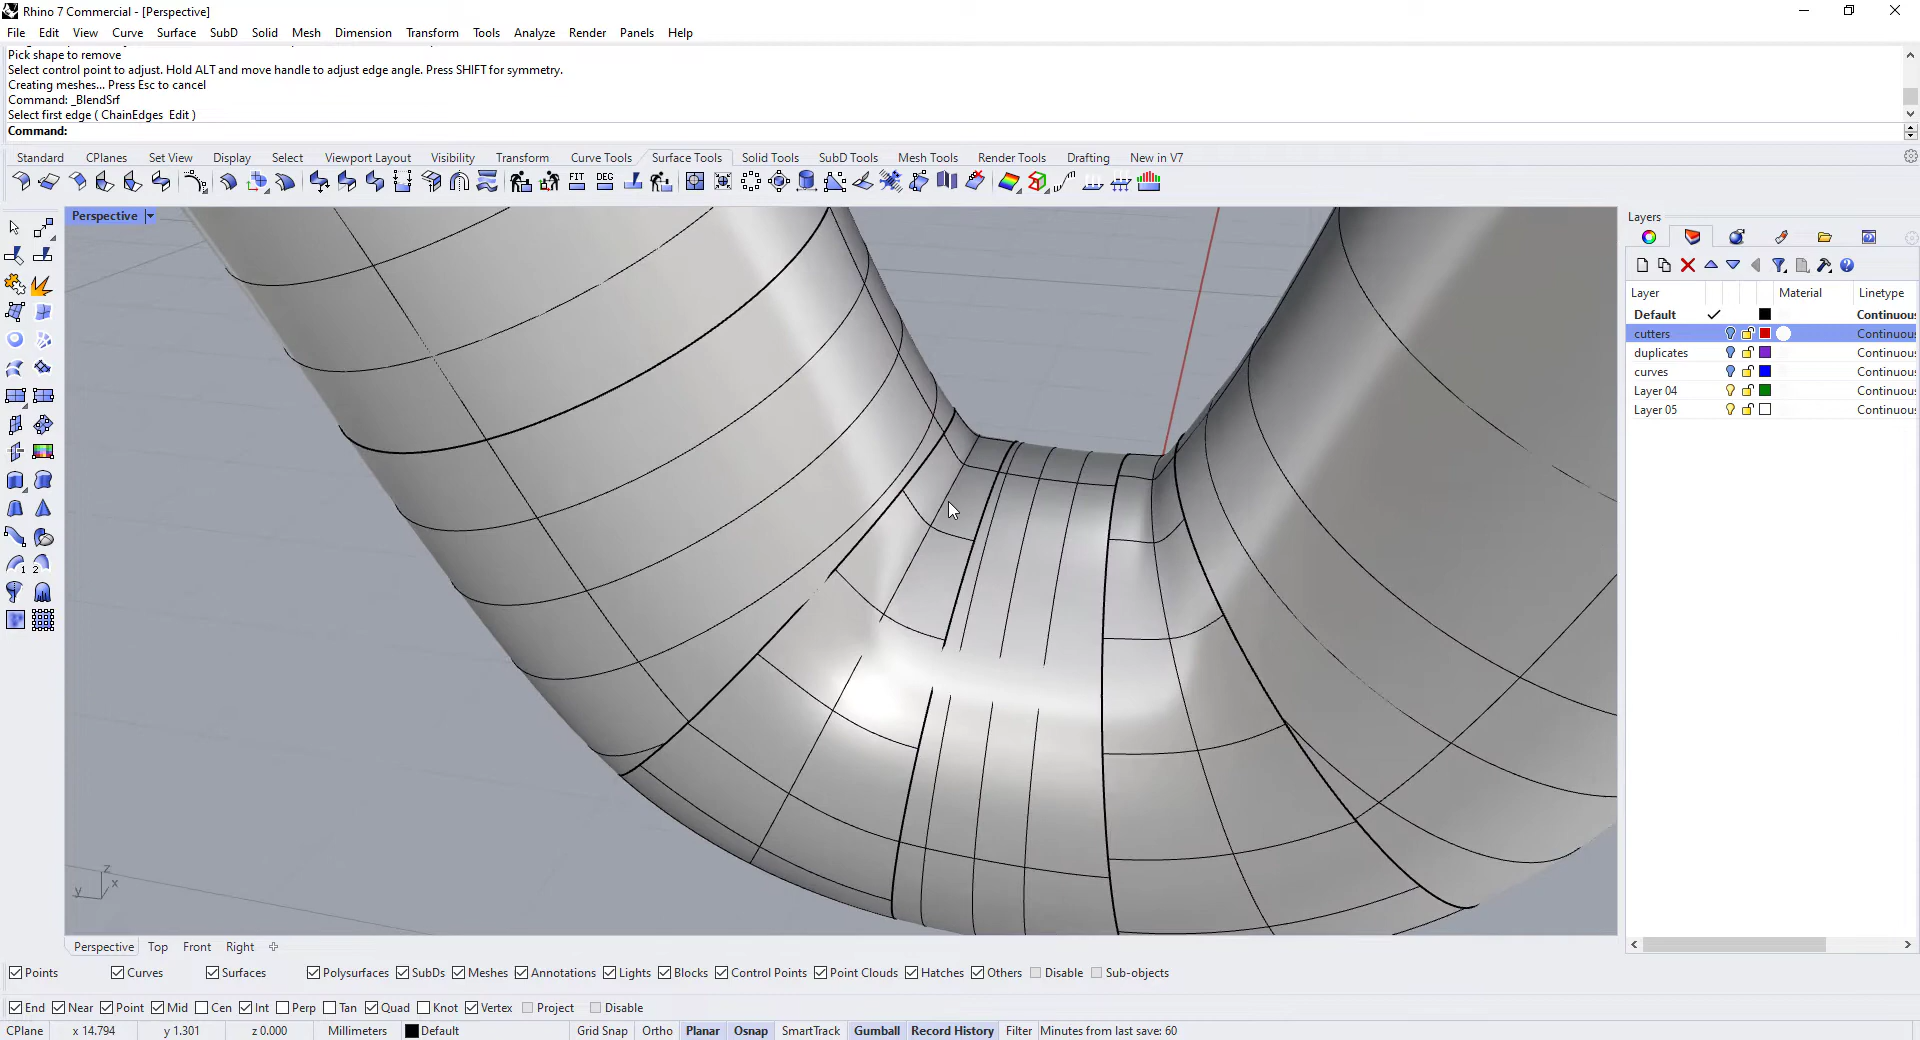 Rhino 7 Commercial - [Perspective]
File Edit View Curve Surface SubD Solid Mesh Dimension Transform Tools Analyze Render Panels Help
Pick shape to remove
Select control point to adjust. Hold ALT and move handle to adjust edge angle. Press SHIFT for symmetry.
Creating meshes... Press Esc to cancel
Command: _BlendSrf
Select first edge ( ChainEdges Edit )
Command:
Standard CPlanes Set View Display Select Viewport Layout Visibility Transform Curve Tools Surface Tools Solid Tools SubD Tools Mesh Tools Render Tools Drafting New in V7
FIT DEG
Perspective
Layers
Layer Material Linetype
Default Continuous
cutters Continuous
duplicates Continuous
curves Continuous
Layer 04 Continuous
Layer 05 Continuous
1 2
z
y x
Perspective Top Front Right
Points Curves Surfaces Polysurfaces SubDs Meshes Annotations Lights Blocks Control Points Point Clouds Hatches Others Disable Sub-objects
End Near Point Mid Cen Int Perp Tan Quad Knot Vertex Project Disable
CPlane x 14.794 y 1.301 z 0.000 Millimeters Default Grid Snap Ortho Planar Osnap SmartTrack Gumball Record History Filter Minutes from last save: 60